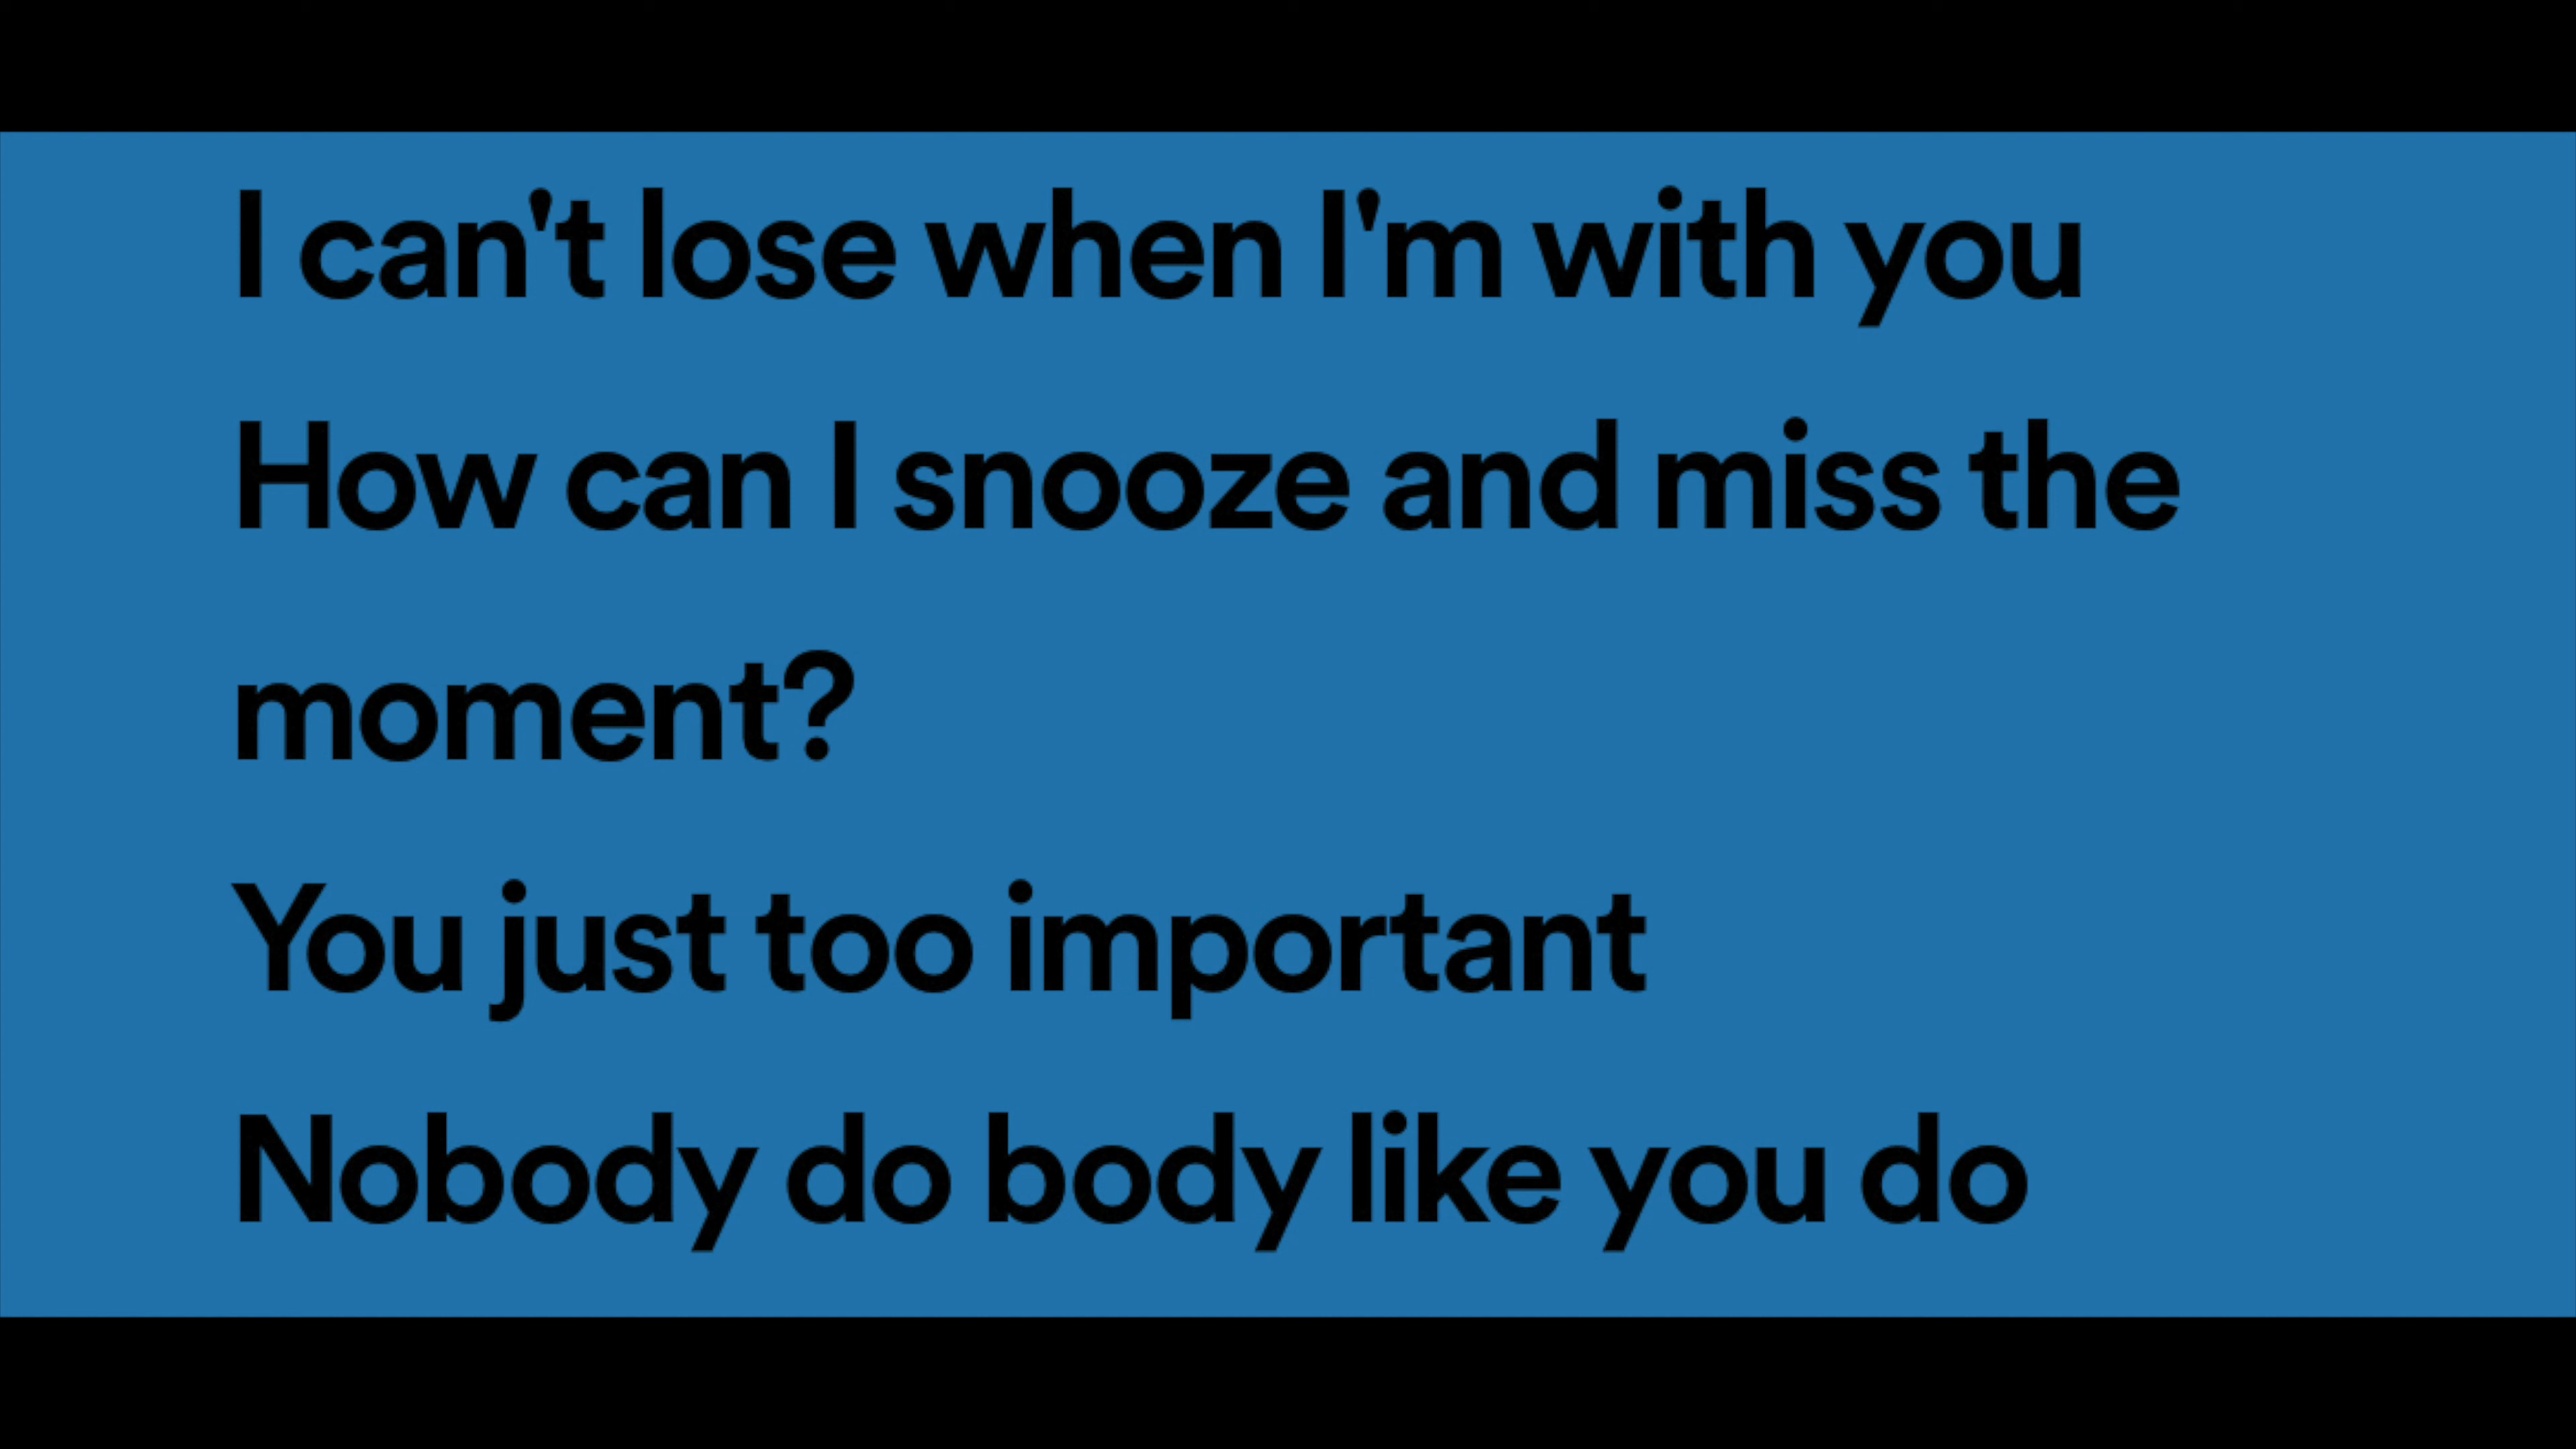 I can't lose when I'm with you
How can I snooze and miss the
moment?
You just too important
Nobody do body like you do